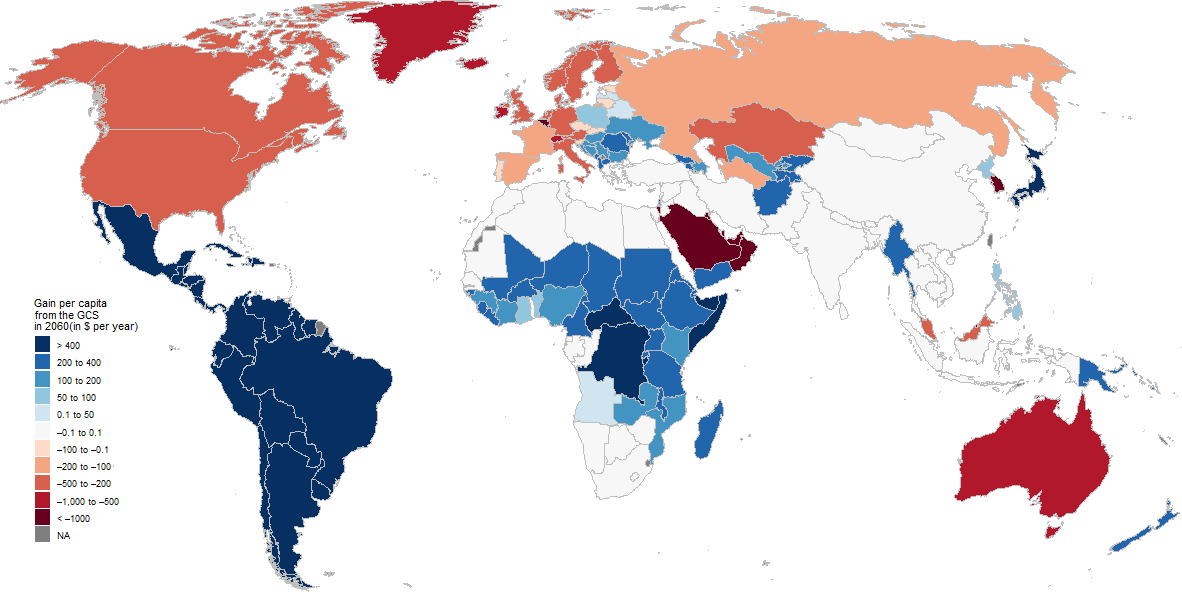 Gain per capita
from the GCS
in 2060(in $ per year)
> 400
200 to 400
100 to 200
50 to 100
0.1 to 50
–0.1 to 0.1
–100 to –0.1
–200 to –100
–500 to –200
–1,000 to –500
< –1000
NA